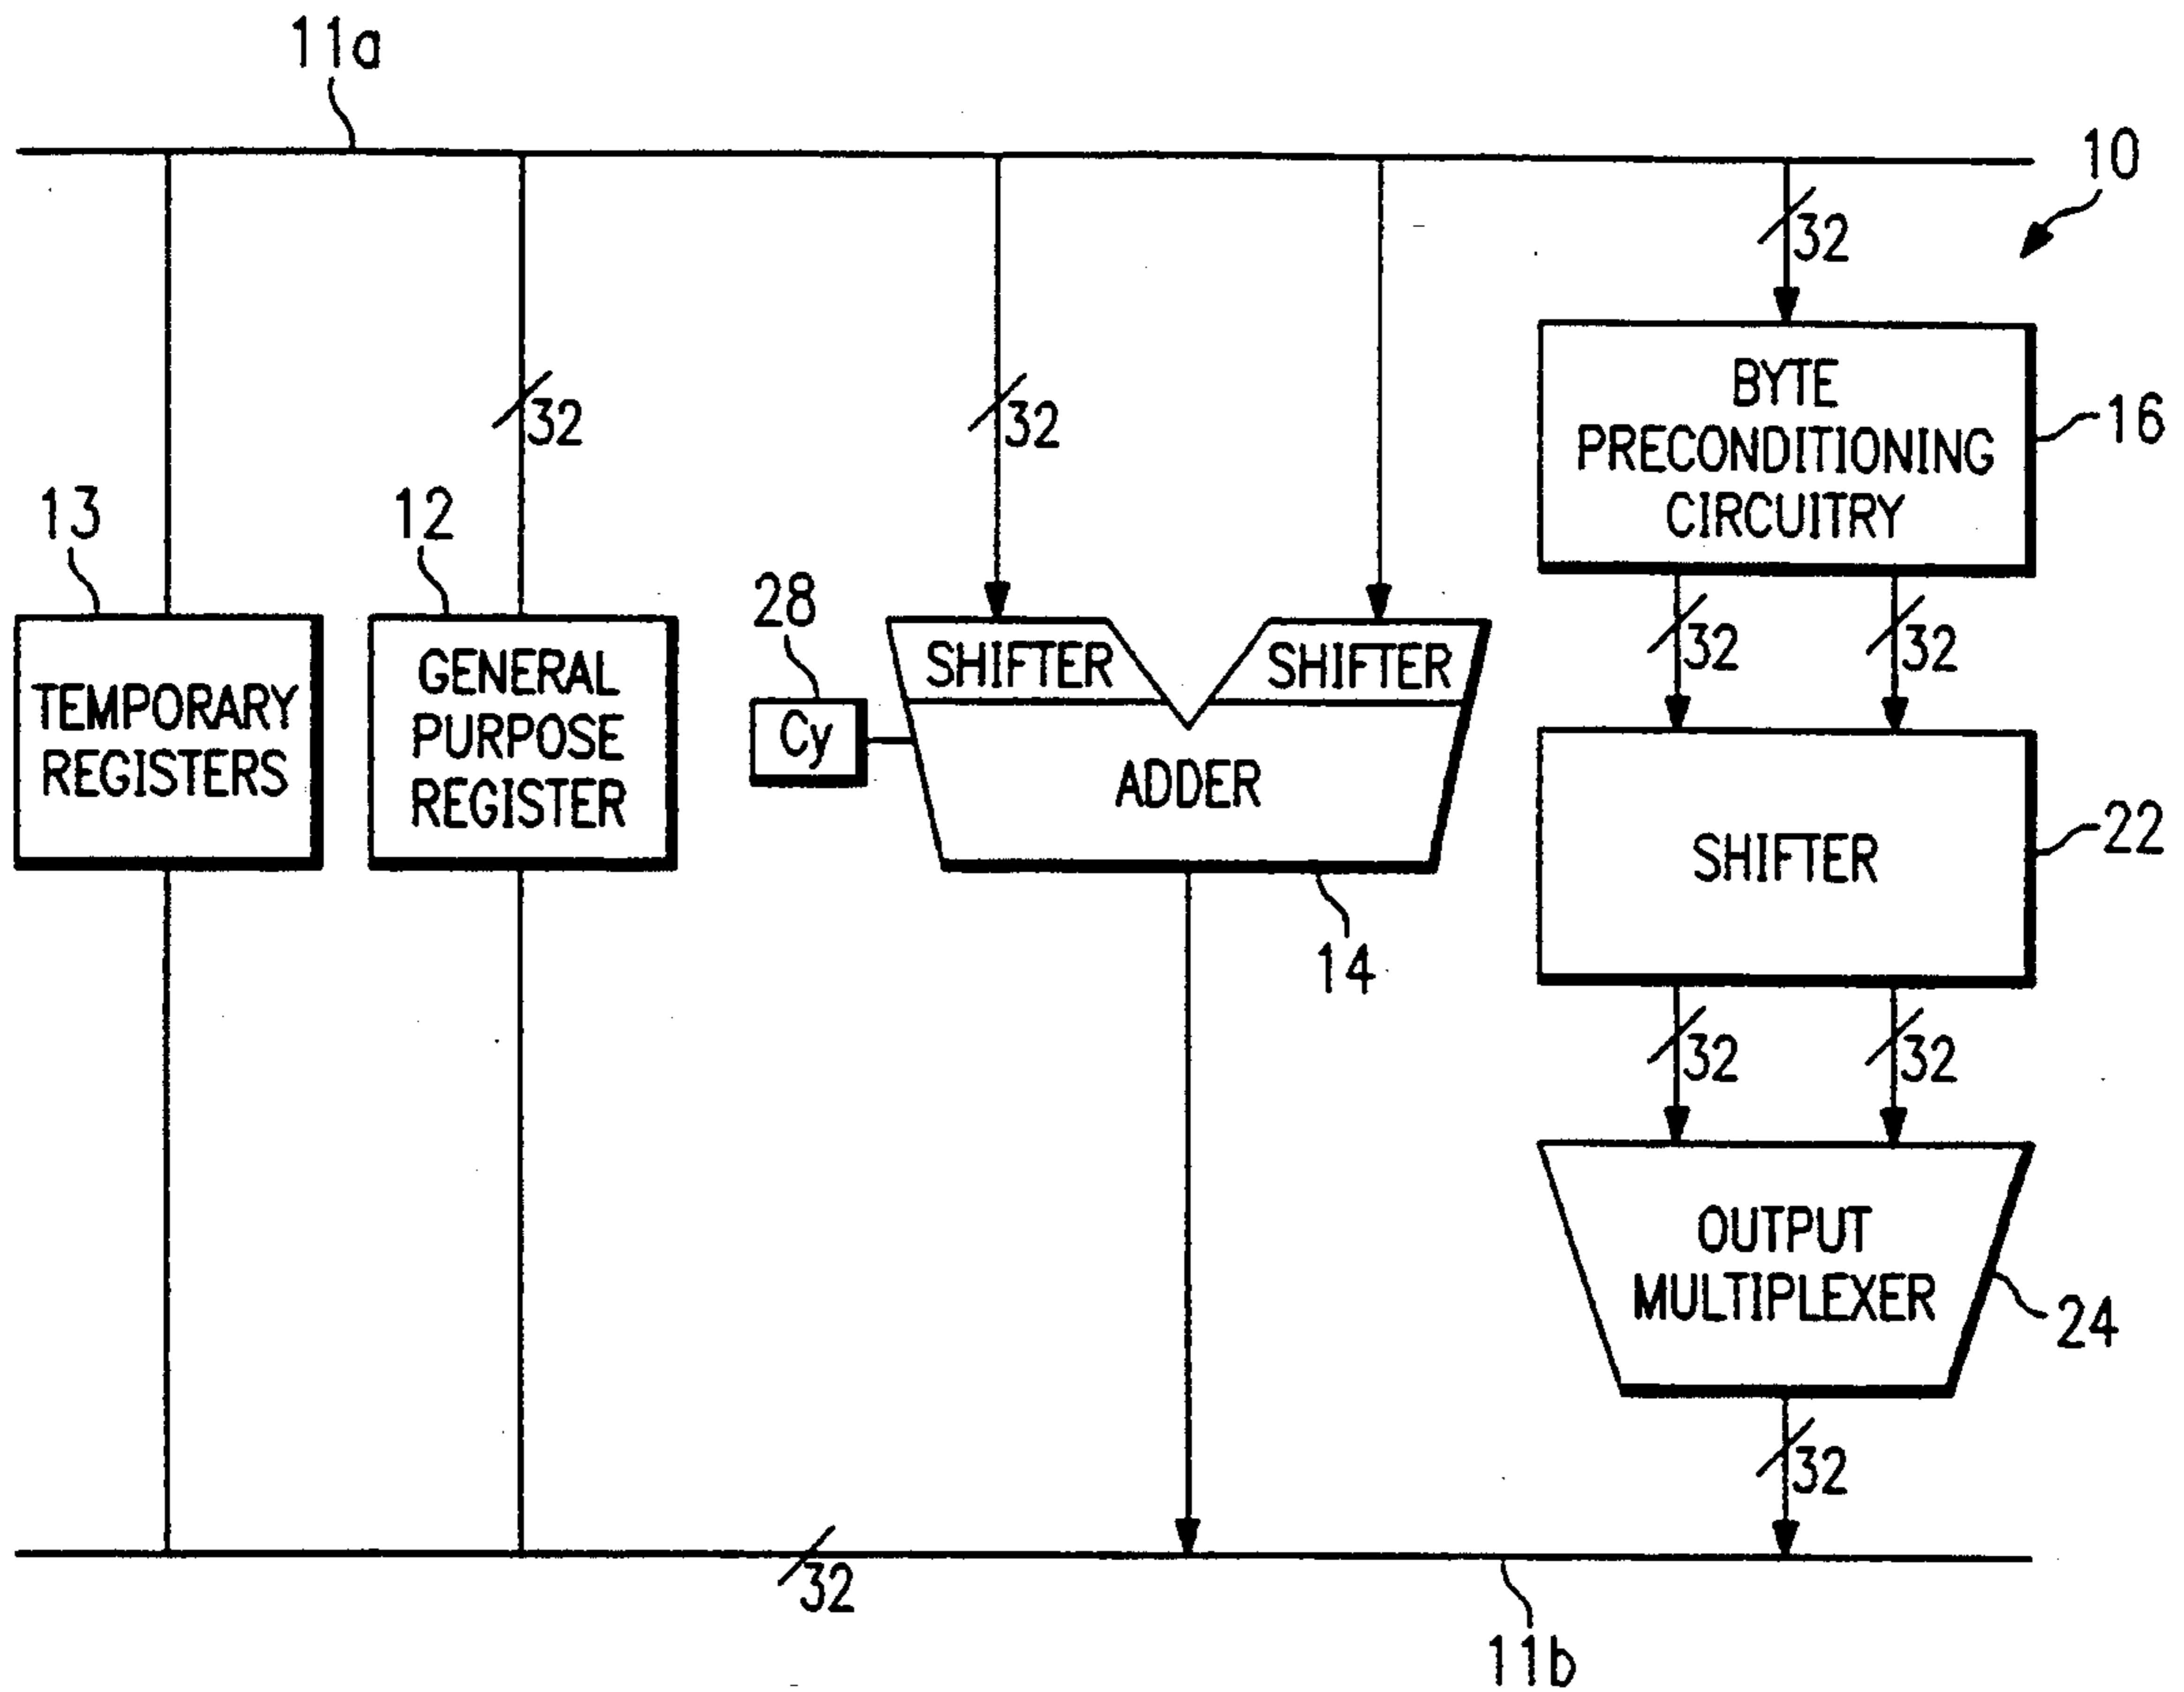 11a
10
32
BYTE
PRECONDITIONING
CIRCUITRY
16
32
32
13
12
28
32
32
TEMPORARY
REGISTERS
GENERAL
PURPOSE
REGISTER
Cy
SHIFTER
SHIFTER
ADDER
14
SHIFTER
22
32
32
OUTPUT
MULTIPLEXER
24
32
32
11b